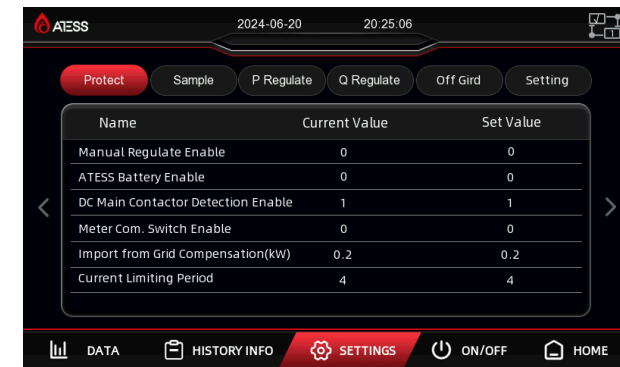 ATESS 2024-06-20 20:25:06
Protect Sample P Regulate Q Regulate Off Gird Setting
Name Current Value Set Value
Manual Regulate Enable 0 0
ATESS Battery Enable 0 0
DC Main Contactor Detection Enable 1 1
Meter Com. Switch Enable 0 0
Import from Grid Compensation(kW) 0.2 0.2
Current Limiting Period 4 4
DATA HISTORY INFO SETTINGS ON/OFF HOME